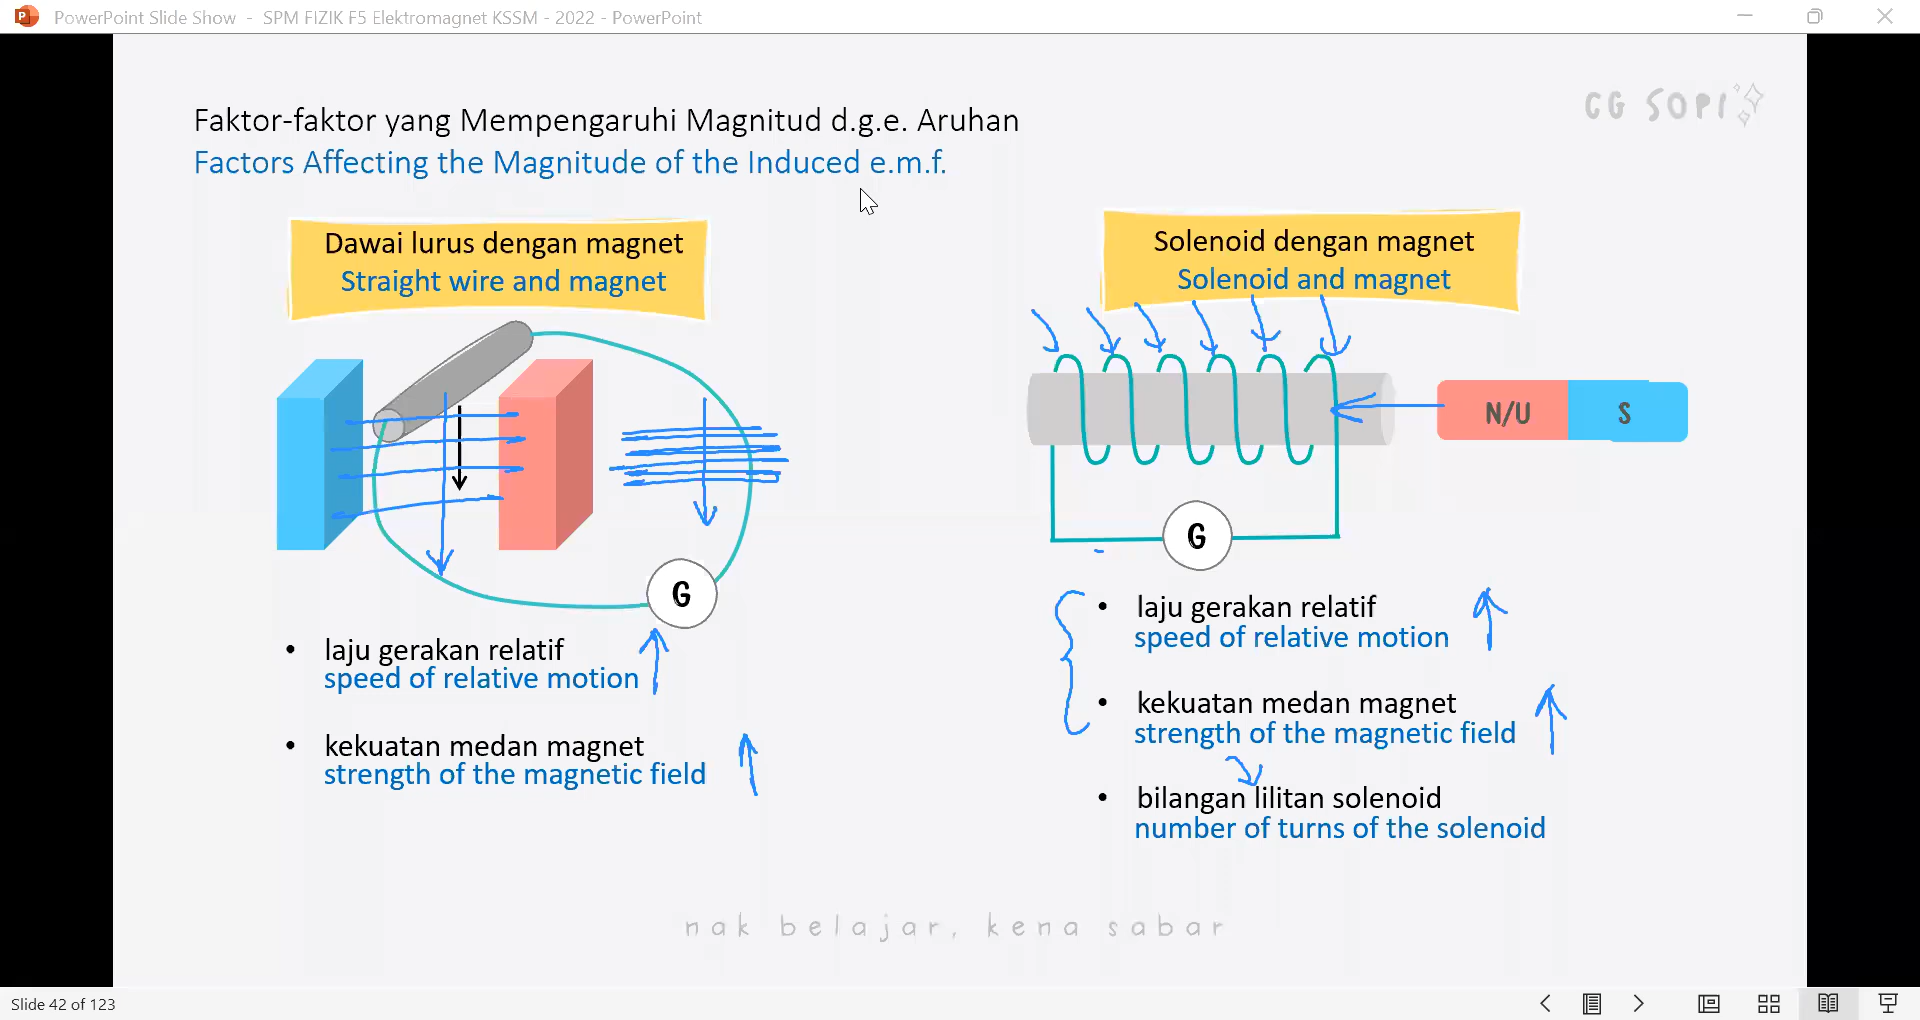 PowerPoint Slide Show - SPM FIZIK F5 Elektromagnet KSSM - 2022 - PowerPoint
CG SOPI
Faktor-faktor yang Mempengaruhi Magnitud d.g.e. Aruhan
Factors Affecting the Magnitude of the Induced e.m.f.
Dawai lurus dengan magnet
Straight wire and magnet
G
• laju gerakan relatif
speed of relative motion
• kekuatan medan magnet
strength of the magnetic field
Solenoid dengan magnet
Solenoid and magnet
N/U S
G
• laju gerakan relatif
speed of relative motion
• kekuatan medan magnet
strength of the magnetic field
• bilangan lilitan solenoid
number of turns of the solenoid
nak belajar, kena sabar
Slide 42 of 123